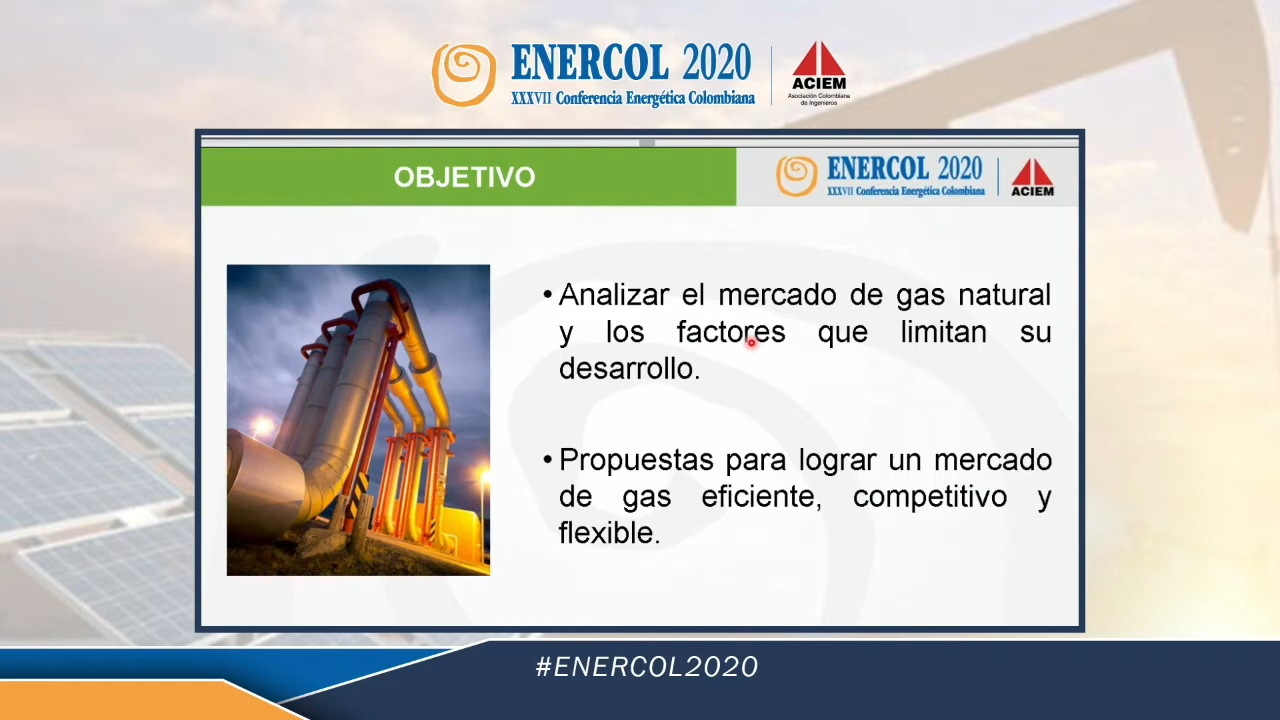 ENERCOL 2020
XXXVII Conferencia Energética Colombiana
ACIEM
Asociación Colombiana
de Ingenieros
OBJETIVO
ENERCOL 2020
XXXVII Conferencia Energética Colombiana
ACIEM
• Analizar el mercado de gas natural
y los factores que limitan su
desarrollo.
• Propuestas para lograr un mercado
de gas eficiente, competitivo y
flexible.
#ENERCOL2020